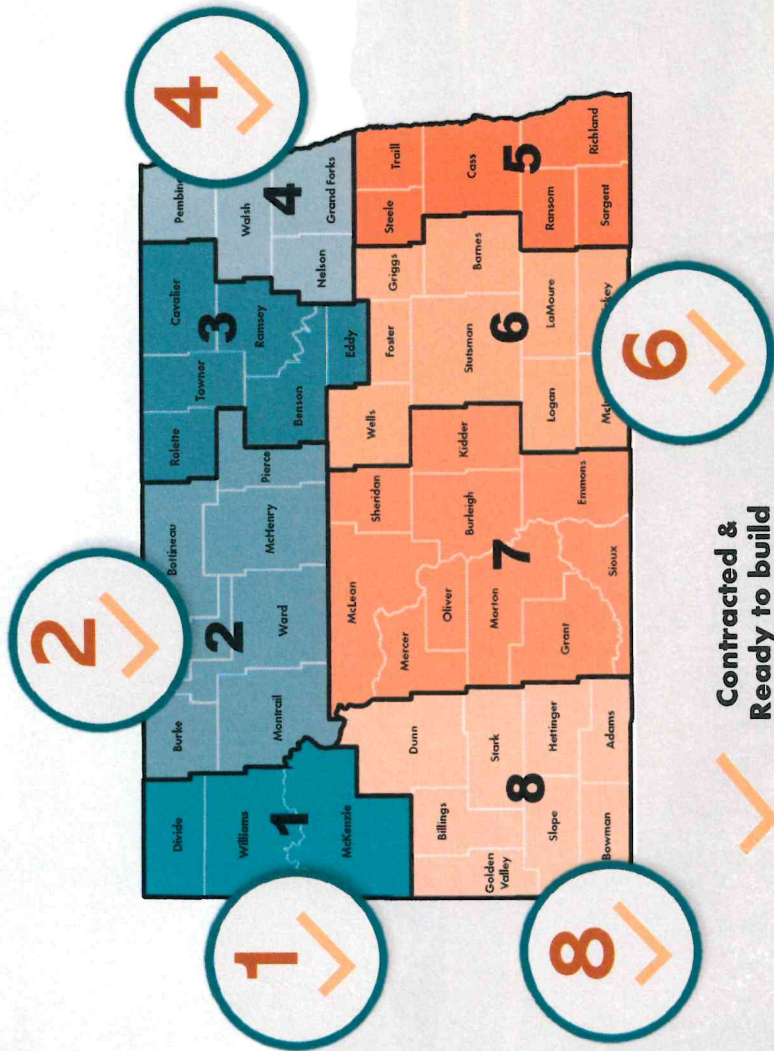 1
2
4
8
6
Divide
Williams
1
McKenzie
Burke
Bottineau
2
Montrail
Ward
McHenry
Pierce
Rolette
Towner
Cavalier
3
Ramsey
Benson
Eddy
Pembin
Walsh
4
Nelson
Grand Forks
Steele
Traill
Cass
5
Ransom
Sargent
Richland
Wells
Foster
Griggs
Stutsman
Barnes
6
Logan
LaMoure
McI
key
McLean
Sheridan
Mercer
Oliver
Burleigh
Kidder
Morton
7
Grant
Sioux
Emmons
Dunn
Billings
Golden
Valley
Stark
8
Slope
Hettinger
Bowman
Adams
Contracted &
Ready to build